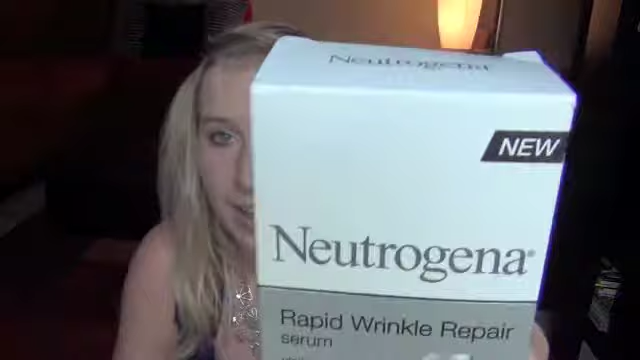 Neutrogena
NEW
Neutrogena®
Rapid Wrinkle Repair
serum